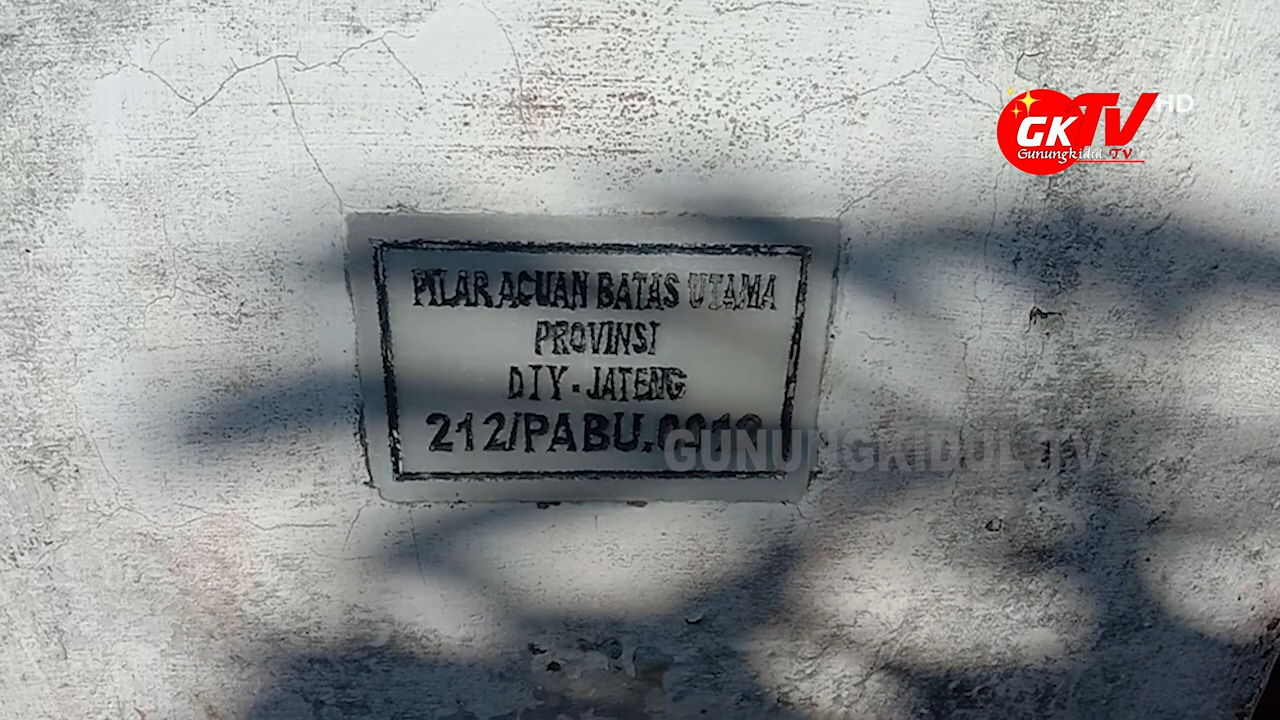 GKTV HD
Gunungkidul TV
PILAR ACUAN BATAS UTAMA
PROVINSI
DIY - JATENG
212/PABU.
GUNUNGKIDUL TV